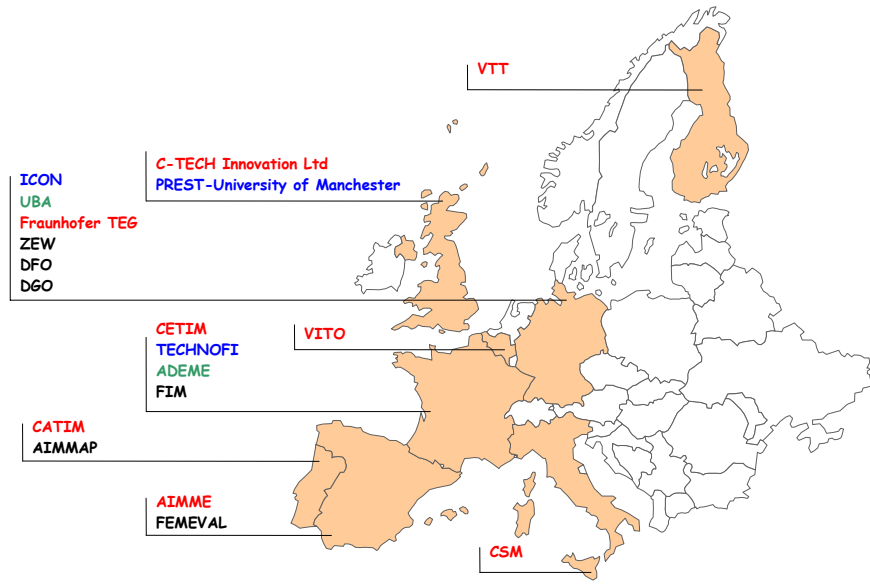 VTT
C-TECH Innovation Ltd
PREST-University of Manchester
ICON
UBA
Fraunhofer TEG
ZEW
DFO
DGO
CETIM
TECHNOFI
ADEME
FIM
VITO
CATIM
AIMMAP
AIMME
FEMEVAL
CSM